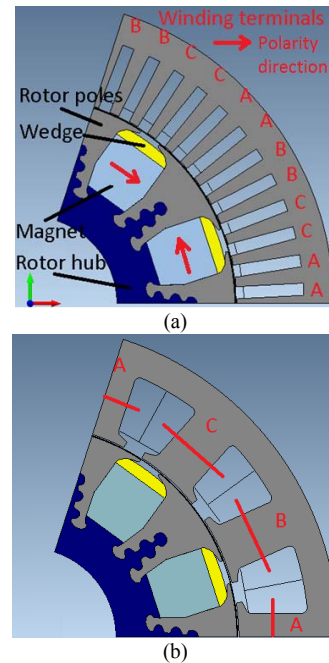 Winding terminals
Polarity
direction
B
B
C
C
A
A
B
B
C
C
A
A
Rotor poles
Wedge
Magnet
Rotor hub
(a)
A
C
B
A
(b)